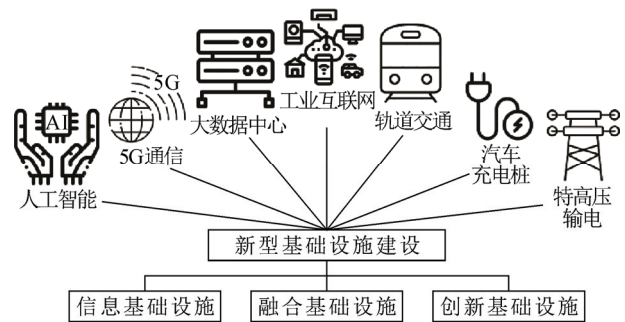 AI
5G
人工智能
5G通信
大数据中心
工业互联网
轨道交通
汽车
充电桩
特高压
输电
新型基础设施建设
信息基础设施
融合基础设施
创新基础设施